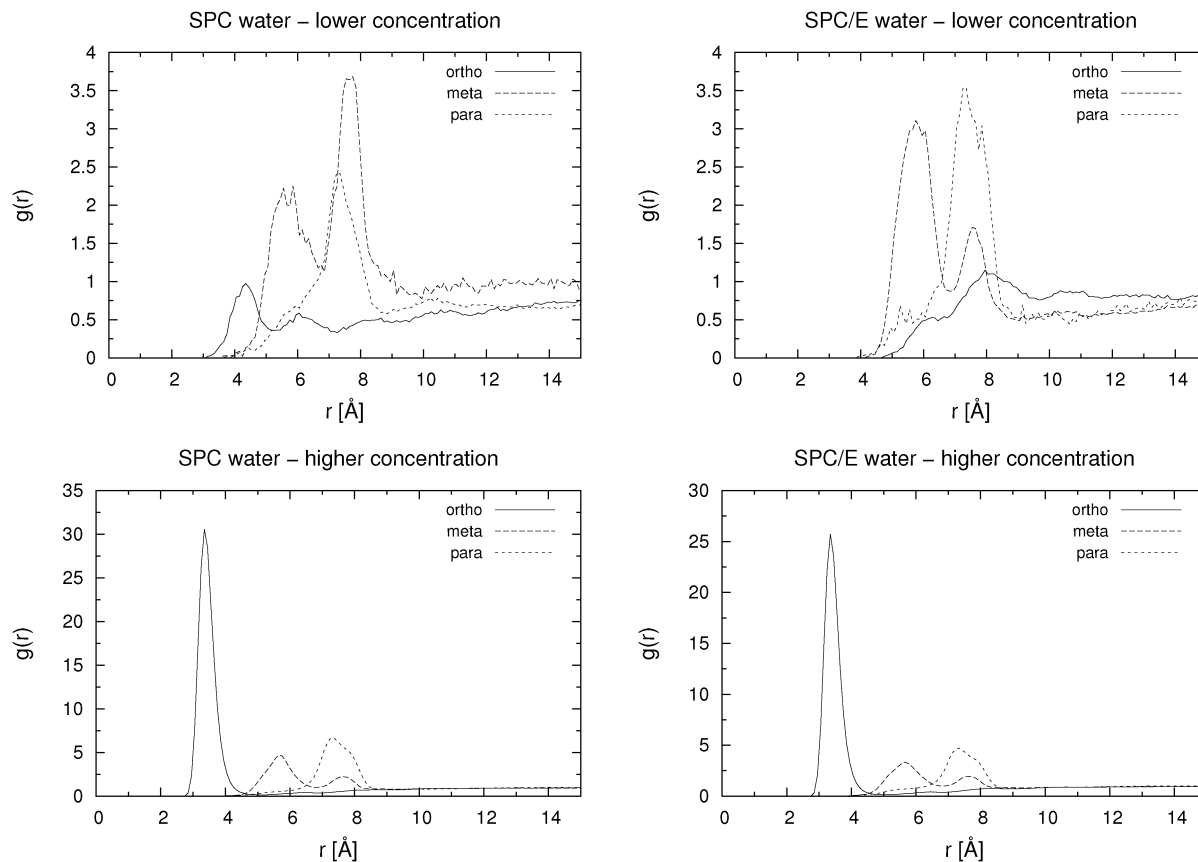 SPC water – lower concentration
4
3.5
3
2.5
2
1.5
1
0.5
0
g(r)
ortho
meta
para
0 2 4 6 8 10 12 14
r [Å]
SPC/E water – lower concentration
4
3.5
3
2.5
2
1.5
1
0.5
0
g(r)
ortho
meta
para
0 2 4 6 8 10 12 14
r [Å]
SPC water – higher concentration
35
30
25
20
15
10
5
0
g(r)
ortho
meta
para
0 2 4 6 8 10 12 14
r [Å]
SPC/E water – higher concentration
30
25
20
15
10
5
0
g(r)
ortho
meta
para
0 2 4 6 8 10 12 14
r [Å]